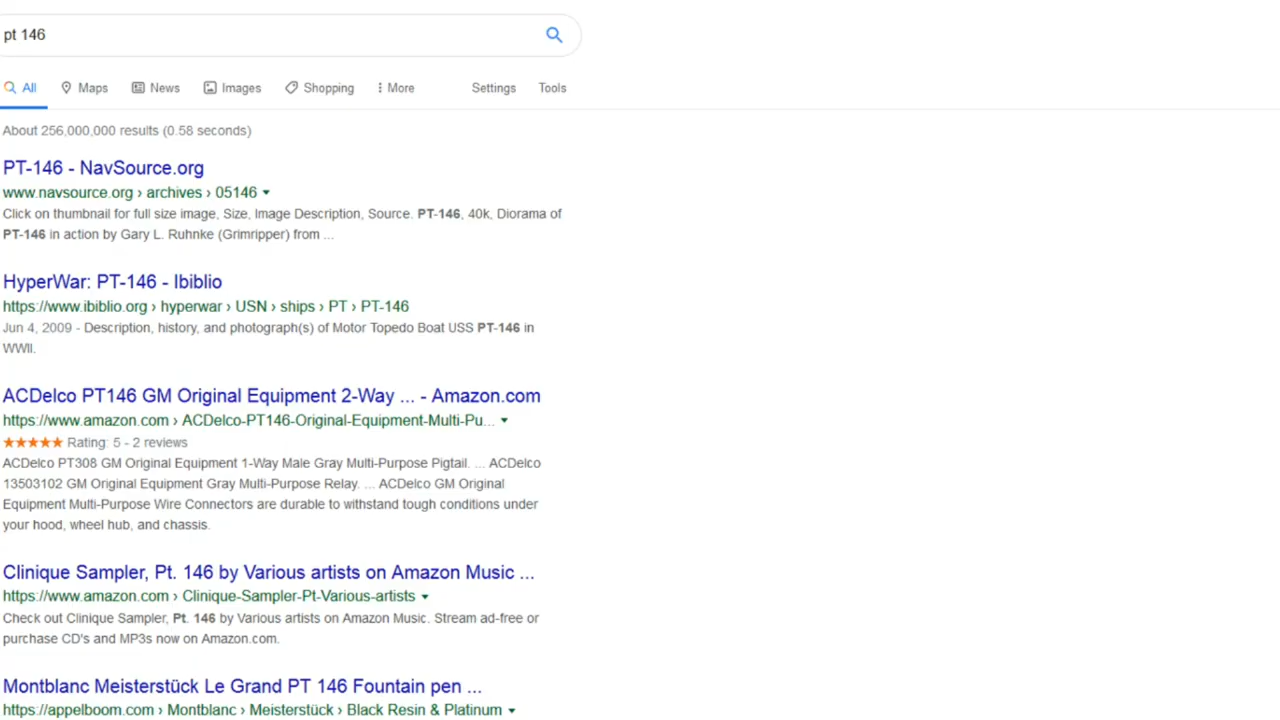 pt 146
All Maps News Images Shopping More Settings Tools
About 256,000,000 results (0.58 seconds)
PT-146 - NavSource.org
www.navsource.org › archives › 05146
Click on thumbnail for full size image, Size, Image Description, Source. PT-146, 40k, Diorama of
PT-146 in action by Gary L. Ruhnke (Grimripper) from ...
HyperWar: PT-146 - Ibiblio
https://www.ibiblio.org › hyperwar › USN › ships › PT › PT-146
Jun 4, 2009 - Description, history, and photograph(s) of Motor Topedo Boat USS PT-146 in
WWII.
ACDelco PT146 GM Original Equipment 2-Way ... - Amazon.com
https://www.amazon.com › ACDelco-PT146-Original-Equipment-Multi-Pu...
Rating: 5 - 2 reviews
ACDelco PT308 GM Original Equipment 1-Way Male Gray Multi-Purpose Pigtail. ... ACDelco
13503102 GM Original Equipment Gray Multi-Purpose Relay. ... ACDelco GM Original
Equipment Multi-Purpose Wire Connectors are durable to withstand tough conditions under
your hood, wheel hub, and chassis.
Clinique Sampler, Pt. 146 by Various artists on Amazon Music ...
https://www.amazon.com › Clinique-Sampler-Pt-Various-artists
Check out Clinique Sampler, Pt. 146 by Various artists on Amazon Music. Stream ad-free or
purchase CD's and MP3s now on Amazon.com.
Montblanc Meisterstück Le Grand PT 146 Fountain pen ...
https://appelboom.com › Montblanc › Meisterstück › Black Resin & Platinum